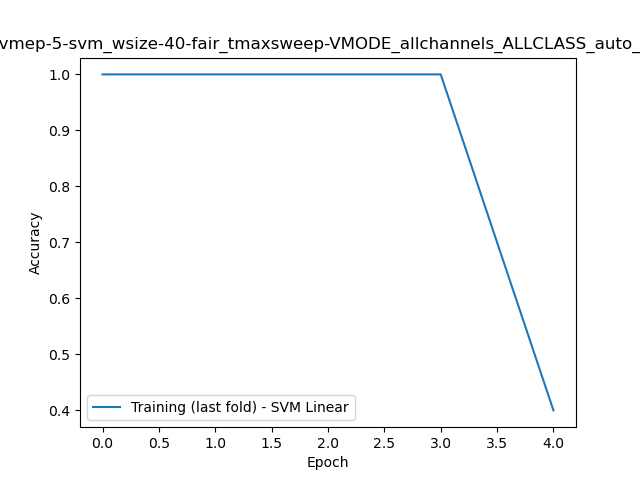 vmep-5-svm_wsize-40-fair_tmaxsweep-VMODE_allchannels_ALLCLASS_auto_
1.0
0.9
0.8
0.7
0.6
0.5
0.4
Accuracy
Training (last fold) - SVM Linear
0.0 0.5 1.0 1.5 2.0 2.5 3.0 3.5 4.0
Epoch